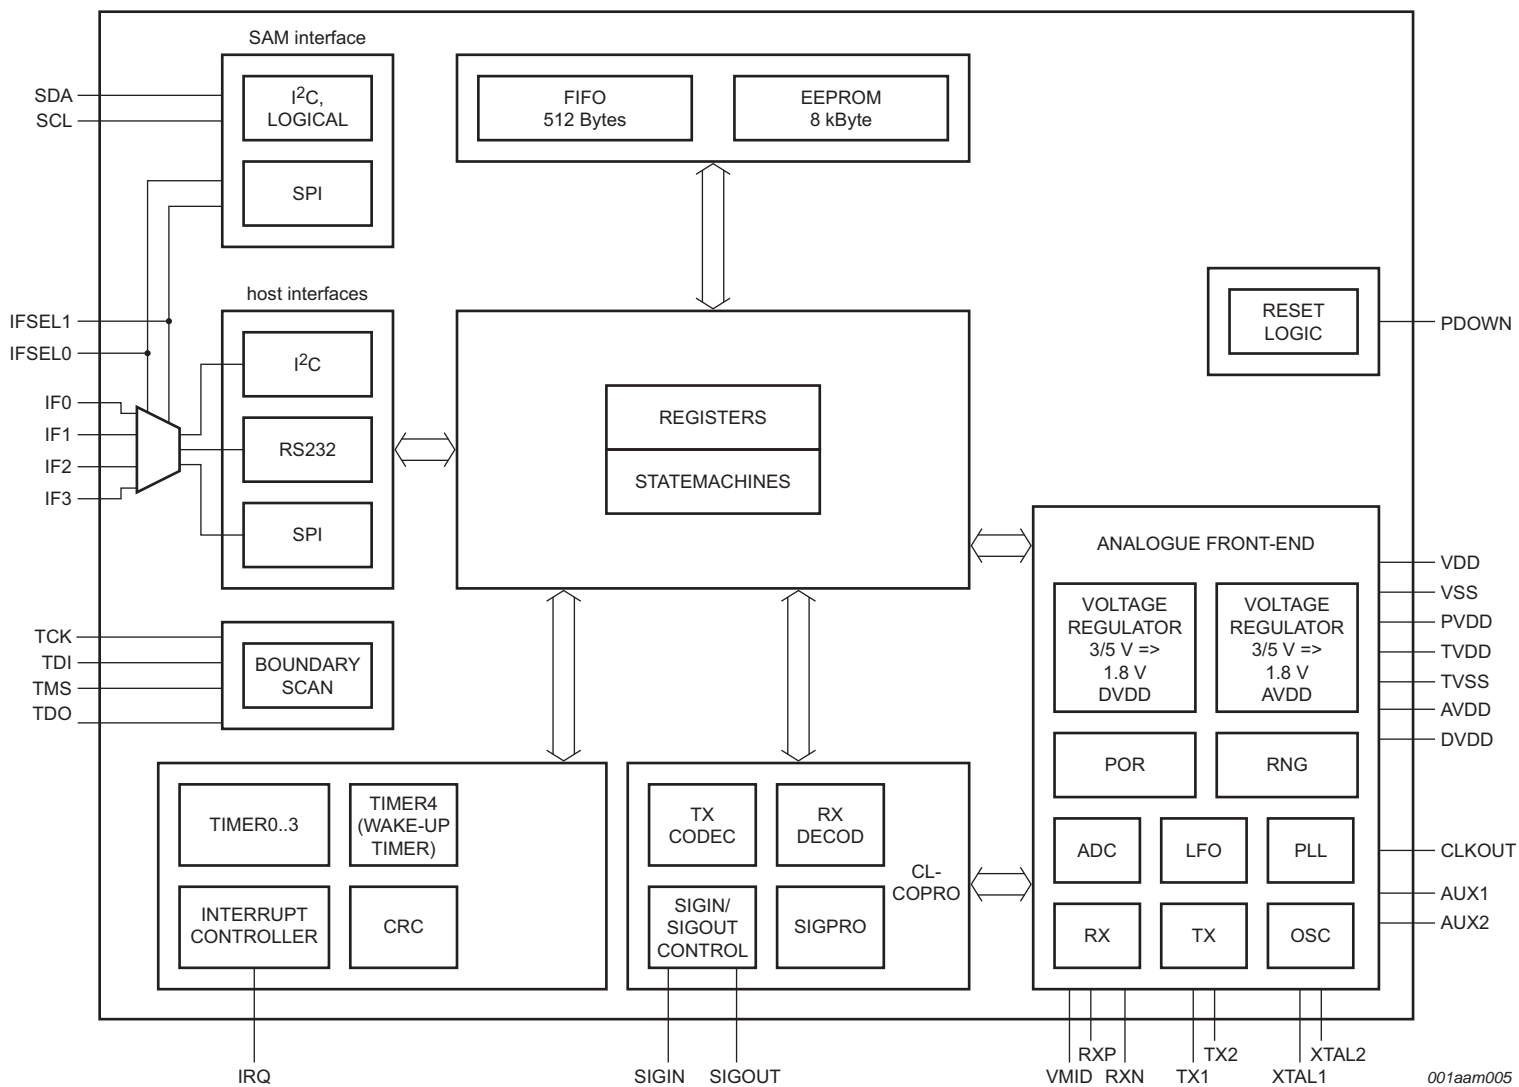 SAM interface
SDA
SCL
I2C,
LOGICAL
SPI
FIFO
512 Bytes
EEPROM
8 kByte
host interfaces
IFSEL1
IFSEL0
IF0
IF1
IF2
IF3
I2C
RS232
SPI
REGISTERS
STATEMACHINES
RESET
LOGIC
PDOWN
TCK
TDI
TMS
TDO
BOUNDARY
SCAN
ANALOGUE FRONT-END
VOLTAGE
REGULATOR
3/5 V =>
1.8 V
DVDD
VOLTAGE
REGULATOR
3/5 V =>
1.8 V
AVDD
POR
RNG
ADC
LFO
PLL
RX
TX
OSC
VDD
VSS
PVDD
TVDD
TVSS
AVDD
DVDD
CLKOUT
AUX1
AUX2
TIMER0..3
TIMER4
(WAKE-UP
TIMER)
INTERRUPT
CONTROLLER
CRC
TX
CODEC
RX
DECOD
CL-
COPRO
SIGIN/
SIGOUT
CONTROL
SIGPRO
IRQ
SIGIN
SIGOUT
VMID
RXP
RXN
TX1
TX2
XTAL1
XTAL2
001aam005